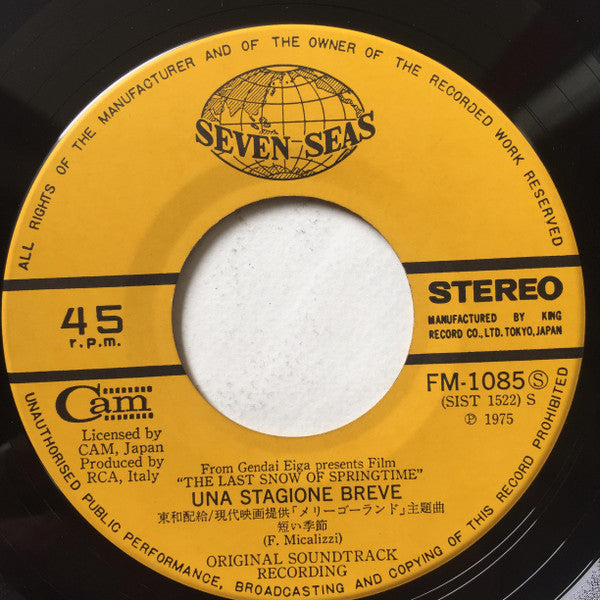 ALL RIGHTS OF THE MANUFACTURER AND OF THE OWNER OF THE RECORDED WORK RESERVED
SEVEN SEAS
45
r.p.m.
STEREO
MANUFACTURED BY KING
RECORD CO., LTD. TOKYO, JAPAN
Cam
Licensed by
CAM, Japan
Produced by
RCA, Italy
FM-1085 Ⓢ
(SIST 1522) S
℗ 1975
From Gendai Eiga presents Film
"THE LAST SNOW OF SPRINGTIME"
UNA STAGIONE BREVE
東和配給/現代映画提供「メリーゴーランド」主題曲
短い季節
(F. Micalizzi)
ORIGINAL SOUNDTRACK
RECORDING
UNAUTHORISED PUBLIC PERFORMANCE, BROADCASTING AND COPYING OF THIS RECORD PROHIBITED